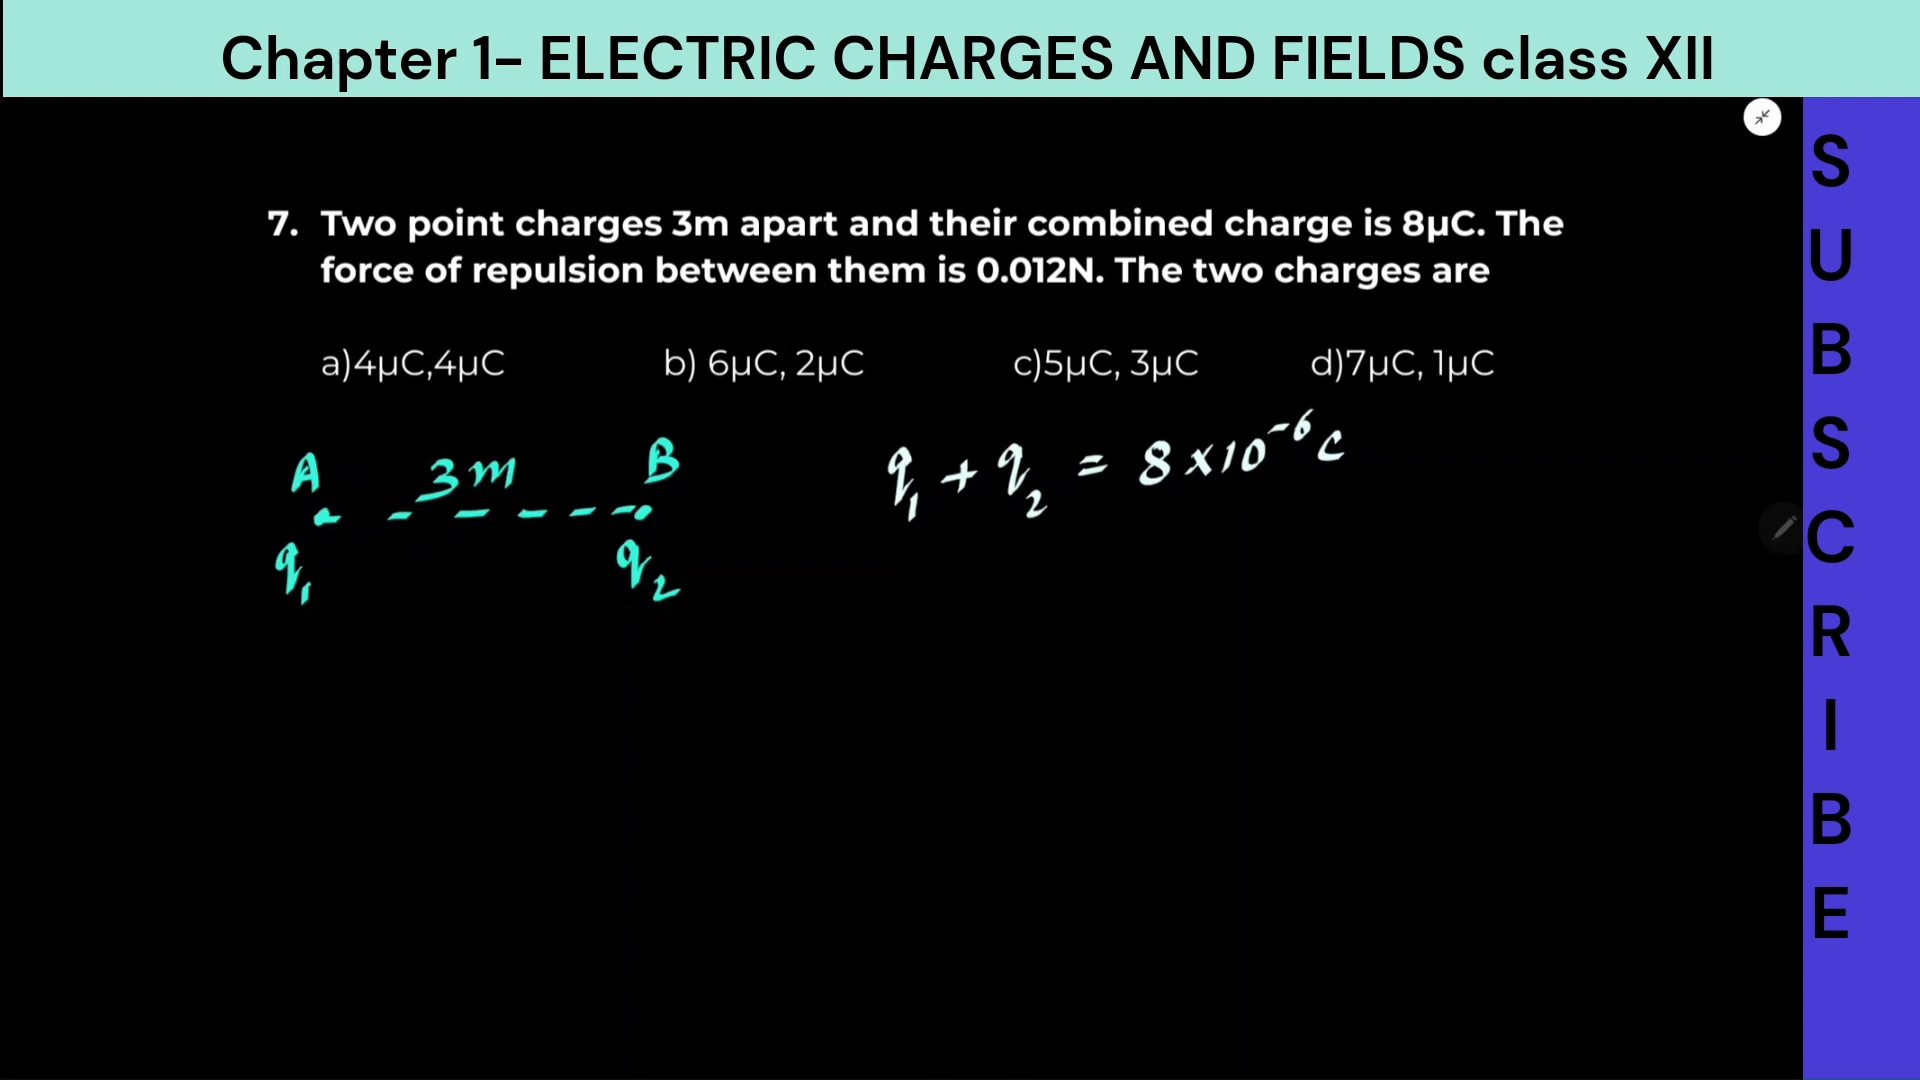 Chapter 1- ELECTRIC CHARGES AND FIELDS class XII
7. Two point charges 3m apart and their combined charge is 8µC. The
force of repulsion between them is 0.012N. The two charges are
a)4µC,4µC b) 6µC, 2µC c)5µC, 3µC d)7µC, 1µC
A 3m B
q₁ q₂
q₁ + q₂ = 8×10⁻⁶C
S
U
B
S
C
R
I
B
E